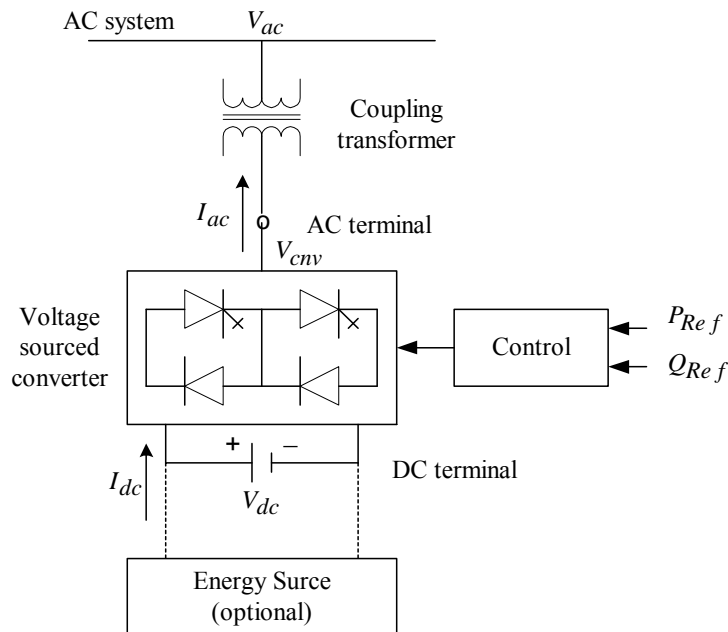 AC system
V_ac
Coupling
transformer
I_ac
AC terminal
V_cnv
Voltage
sourced
converter
Control
P_Ref
Q_Ref
+
–
DC terminal
I_dc
V_dc
Energy Surce
(optional)